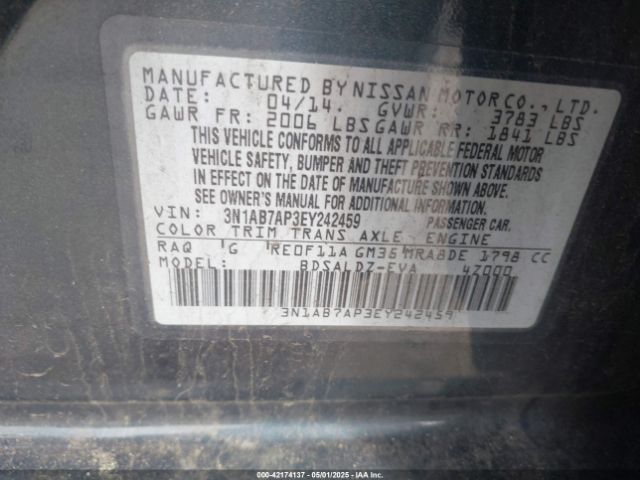 MANUFACTURED BY NISSAN MOTOR CO., LTD.
DATE: 04/14. GVWR: 3783 LBS
GAWR FR: 2006 LBS GAWR RR: 1841 LBS
THIS VEHICLE CONFORMS TO ALL APPLICABLE FEDERAL MOTOR
VEHICLE SAFETY, BUMPER AND THEFT PREVENTION STANDARDS
IN EFFECT ON THE DATE OF MANUFACTURE SHOWN ABOVE.
SEE OWNER'S MANUAL FOR ADDITIONAL INFORMATION
VIN: 3N1AB7AP3EY242459 PASSENGER CAR.
COLOR TRIM TRANS AXLE ENGINE
RAQ G RE0F11A GM36 MRA8DE 1798 CC
MODEL: BDSALDZ-EVA 4Z000
3N1AB7AP3EY242459
000-42174137 - 05/01/2025 - IAA Inc.